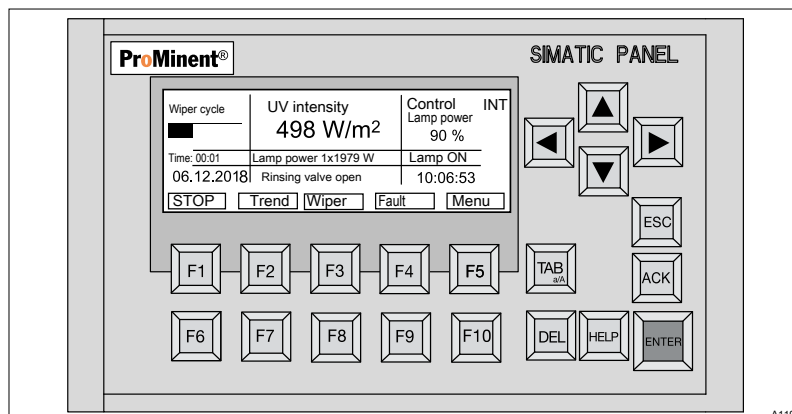 ProMinent®
SIMATIC PANEL
Wiper cycle
UV intensity
498 W/m2
Control INT
Lamp power
90 %
Time: 00:01 Lamp power 1x1979 W Lamp ON
06.12.2018 Rinsing valve open 10:06:53
STOP Trend Wiper Fault Menu
ESC
F1 F2 F3 F4 F5 TAB a/A ACK
F6 F7 F8 F9 F10 DEL HELP ENTER